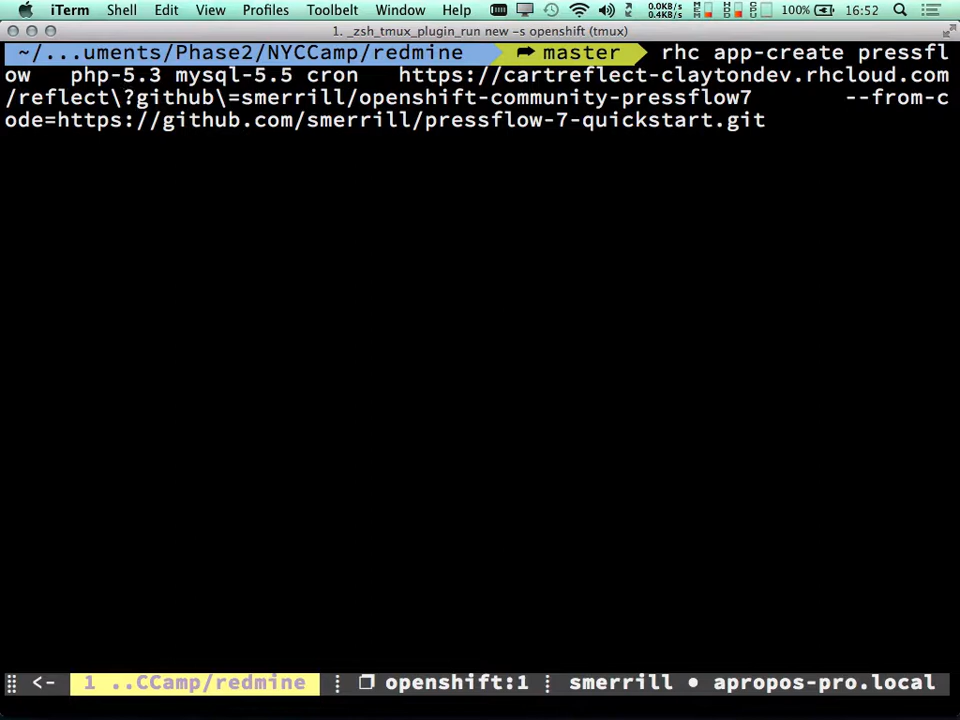 iTerm Shell Edit View Profiles Toolbelt Window Help 0.0KB/s 0.4KB/s 100% 16:52
1. _zsh_tmux_plugin_run new -s openshift (tmux)
~/...uments/Phase2/NYCCamp/redmine master rhc app-create pressfl
ow php-5.3 mysql-5.5 cron https://cartreflect-claytondev.rhcloud.com
/reflect\?github\=smerrill/openshift-community-pressflow7 --from-c
ode=https://github.com/smerrill/pressflow-7-quickstart.git
<- 1 ..CCamp/redmine openshift:1 smerrill • apropos-pro.local